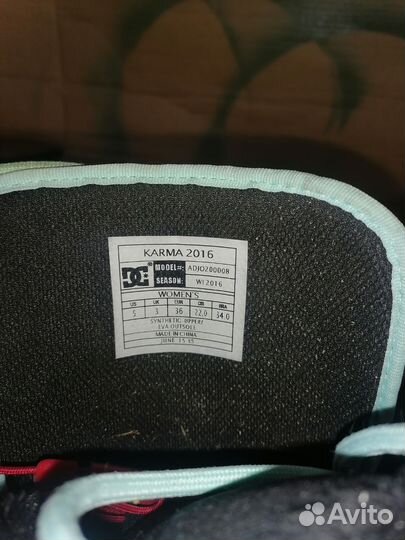 KARMA 2016
DC
MODEL#: ADJO200008
SEASON: WI2016
WOMEN'S
US UK EUR CM BRA
5 3 36 22.0 34.0
SYNTHETIC UPPER/
EVA OUTSOLE
MADE IN CHINA
JUNE 15 15
Avito